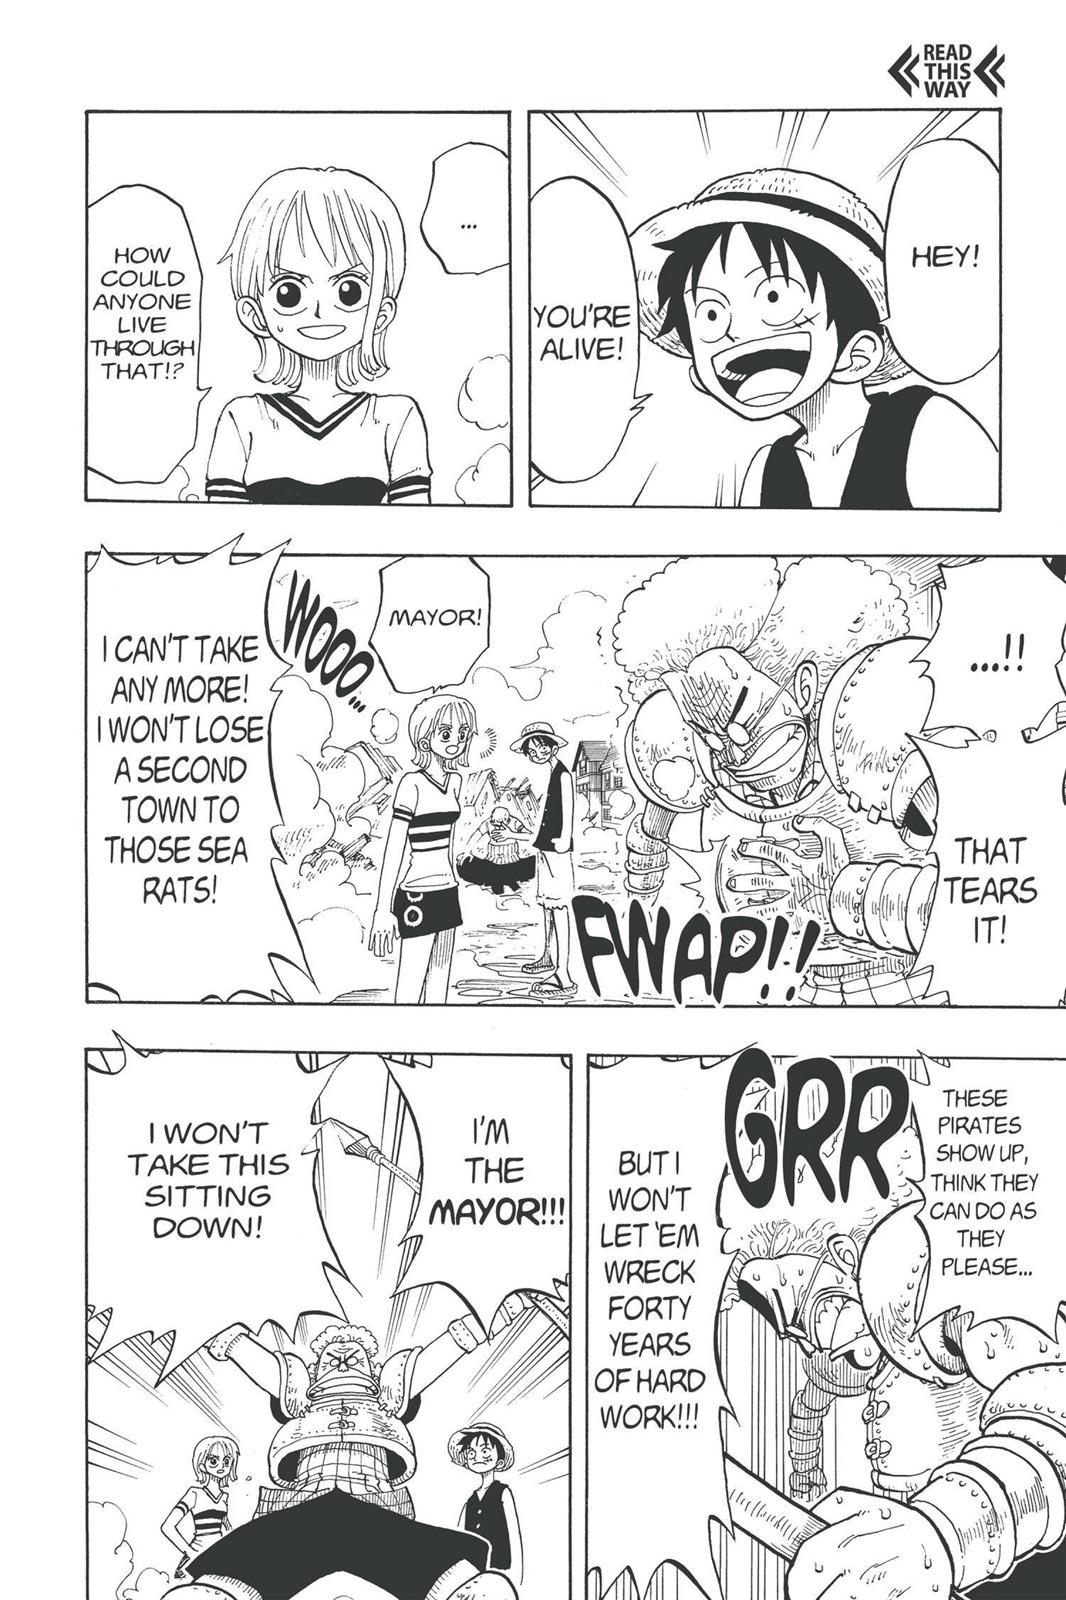 READ
THIS
WAY
HEY!
YOU'RE
ALIVE!
...
HOW
COULD
ANYONE
LIVE
THROUGH
THAT!?
...!!
THAT
TEARS
IT!
FWAP!!
MAYOR!
WOOO...
I CAN'T TAKE
ANY MORE!
I WON'T LOSE
A SECOND
TOWN TO
THOSE SEA
RATS!
THESE
PIRATES
SHOW UP,
THINK THEY
CAN DO AS
THEY
PLEASE...
GRR
BUT I
WON'T
LET 'EM
WRECK
FORTY
YEARS
OF HARD
WORK!!!
I'M
THE
MAYOR!!!
I WON'T
TAKE THIS
SITTING
DOWN!